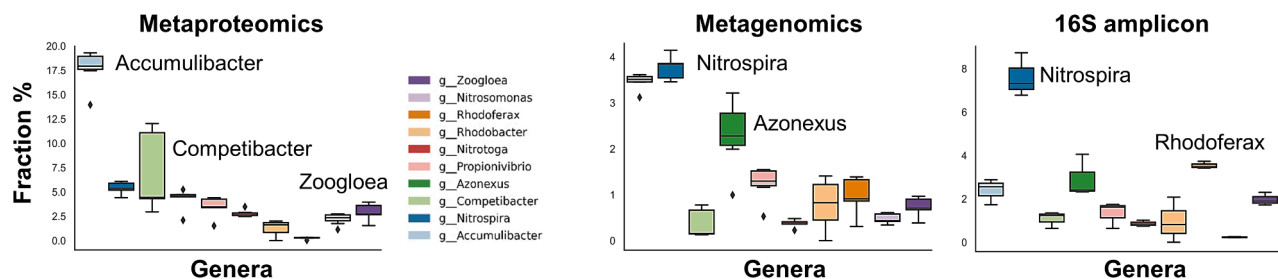 Metaproteomics
Metagenomics
16S amplicon
Fraction %
20.0
17.5
15.0
12.5
10.0
7.5
5.0
2.5
0.0
Accumulibacter
Competibacter
Zoogloea
Genera
g__Zoogloea
g__Nitrosomonas
g__Rhodoferax
g__Rhodobacter
g__Nitrotoga
g__Propionivibrio
g__Azonexus
g__Competibacter
g__Nitrospira
g__Accumulibacter
4
3
2
1
0
Nitrospira
Azonexus
Genera
8
6
4
2
0
Nitrospira
Rhodoferax
Genera